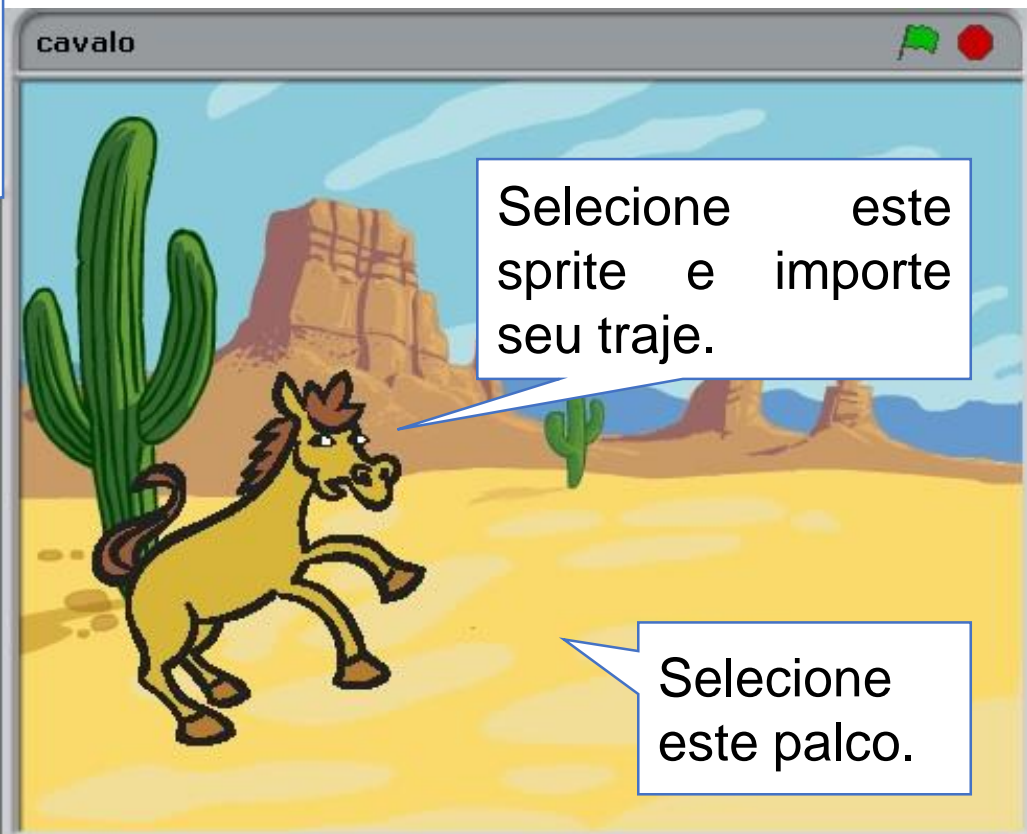 cavalo
Selecione este
sprite e importe
seu traje.
Selecione
este palco.